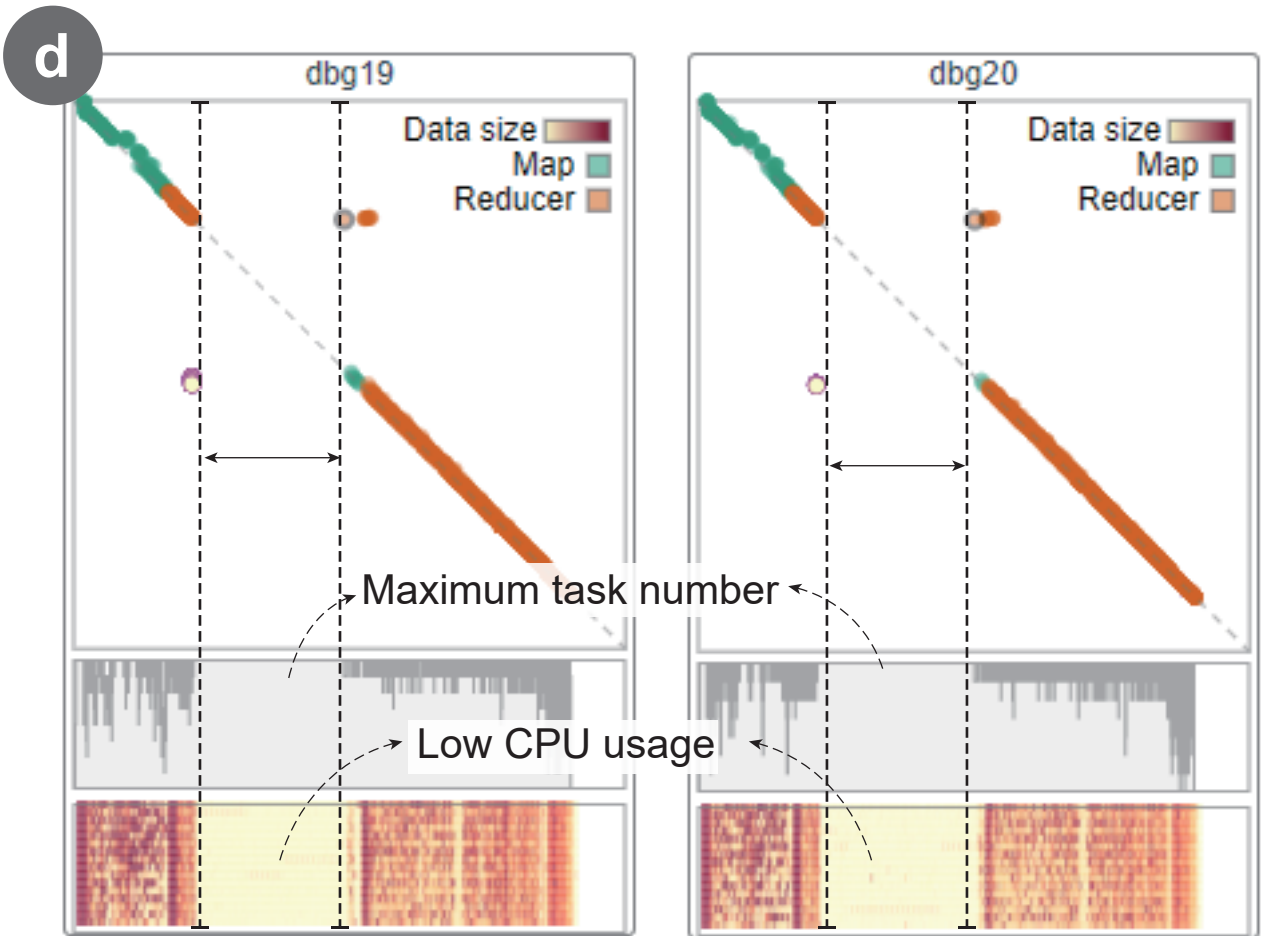 d
dbg19
Data size
Map
Reducer
dbg20
Data size
Map
Reducer
Maximum task number
Low CPU usage